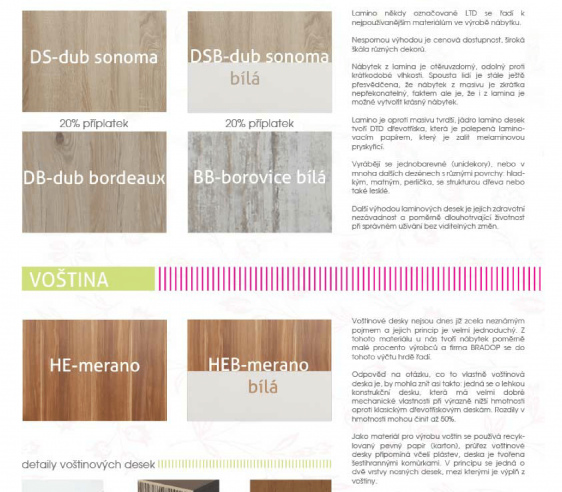 DS-dub sonoma
DSB-dub sonoma
bílá
20% příplatek
20% příplatek
DB-dub bordeaux
BB-borovice bílá
Lamino někdy označované LTD se řadí k
nejpoužívanějším materiálům ve výrobě nábytku.
Nespornou výhodou je cenová dostupnost, široká
škála různých dekorů.
Nábytek z lamina je otěruvzdorný, odolný proti
krátkodobé vlhkosti. Spousta lidí je stále ještě
přesvědčena, že nábytek z masivu je zkrátka
nepřekonatelný, faktem ale je, že i z lamina je
možné vytvořit krásný nábytek.
Lamino je oproti masivu tvrdší, jádro lamino desek
tvoří DTD dřevotříska, která je polepená lamino-
vacím papírem, který je zalit melaminovou
pryskyřicí.
Vyrábějí se jednobarevné (unidekory), nebo v
mnoha dalších dezénech s různými povrchy: hlad-
kým, matným, perlička, se strukturou dřeva nebo
také lesklé.
Další výhodou laminových desek je jejich zdravotní
nezávadnost a poměrně dlouhotrvající životnost
při správném užívání bez viditelných změn.
VOŠTINA
HE-merano
HEB-merano
bílá
Voštinové desky nejsou dnes již zcela neznámým
pojmem a jejich princip je velmi jednoduchý. Z
tohoto materiálu u nás tvoří nábytek poměrně
malé procento výrobců a firma BRADOP se do
tohoto výčtu hrdě řadí.
Odpověď na otázku, co to vlastně voštinová
deska je, by mohla znít asi takto: jedná se o lehkou
konstrukční desku, která má velmi dobré
mechanické vlastnosti při výrazně nižší hmotnosti
oproti klasickým dřevotřískovým deskám. Rozdíly v
hmotnosti mohou činit až 50%.
Jako materiál pro výrobu voštin se používá recyk-
lovaný pevný papír (karton), průřez voštinové
desky připomíná včelí plástev, deska je tvořena
šestihrannými komůrkami. V principu se jedná o
dvě vrstvy nosných desek, mezi kterými je výplň z
voštiny.
detaily voštinových desek